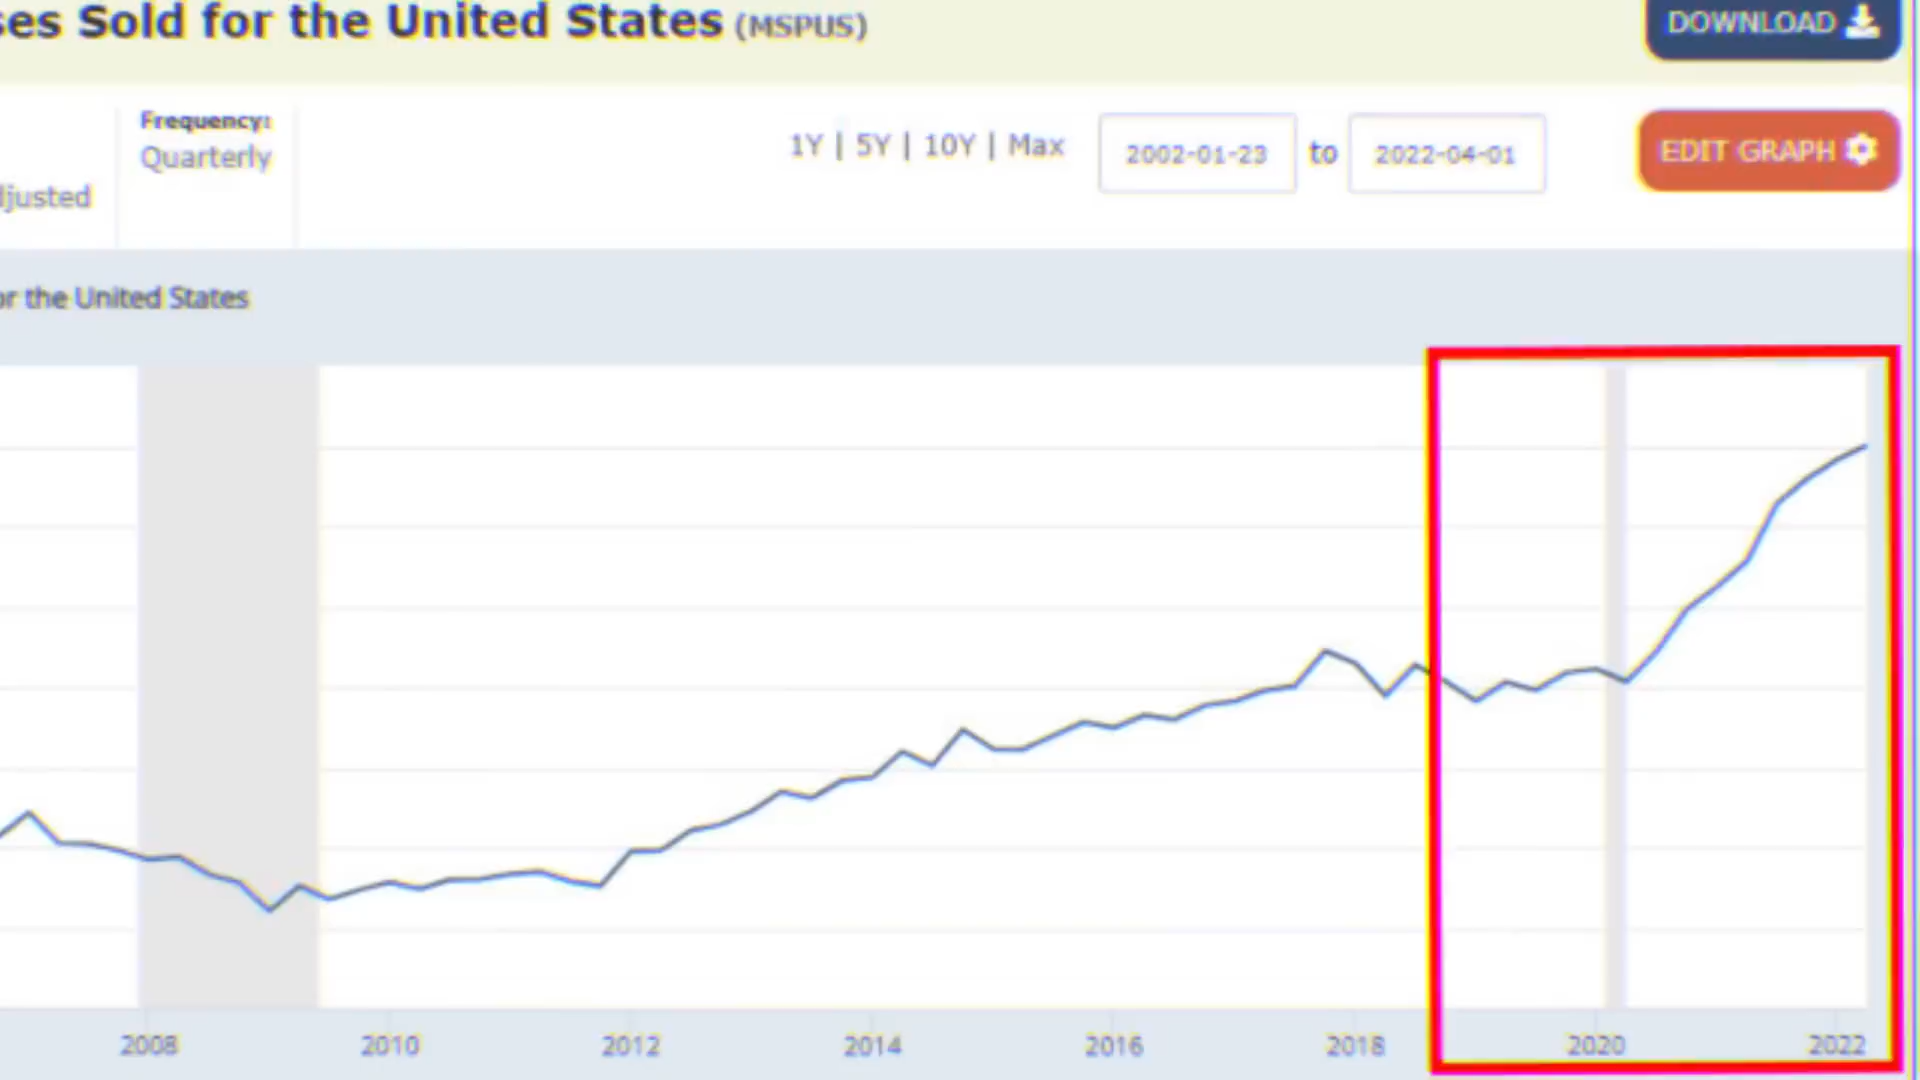 ses Sold for the United States (MSPUS)
DOWNLOAD
Frequency:
Quarterly
djusted
1Y | 5Y | 10Y | Max
2002-01-23 to 2022-04-01
EDIT GRAPH
or the United States
2008 2010 2012 2014 2016 2018 2020 2022